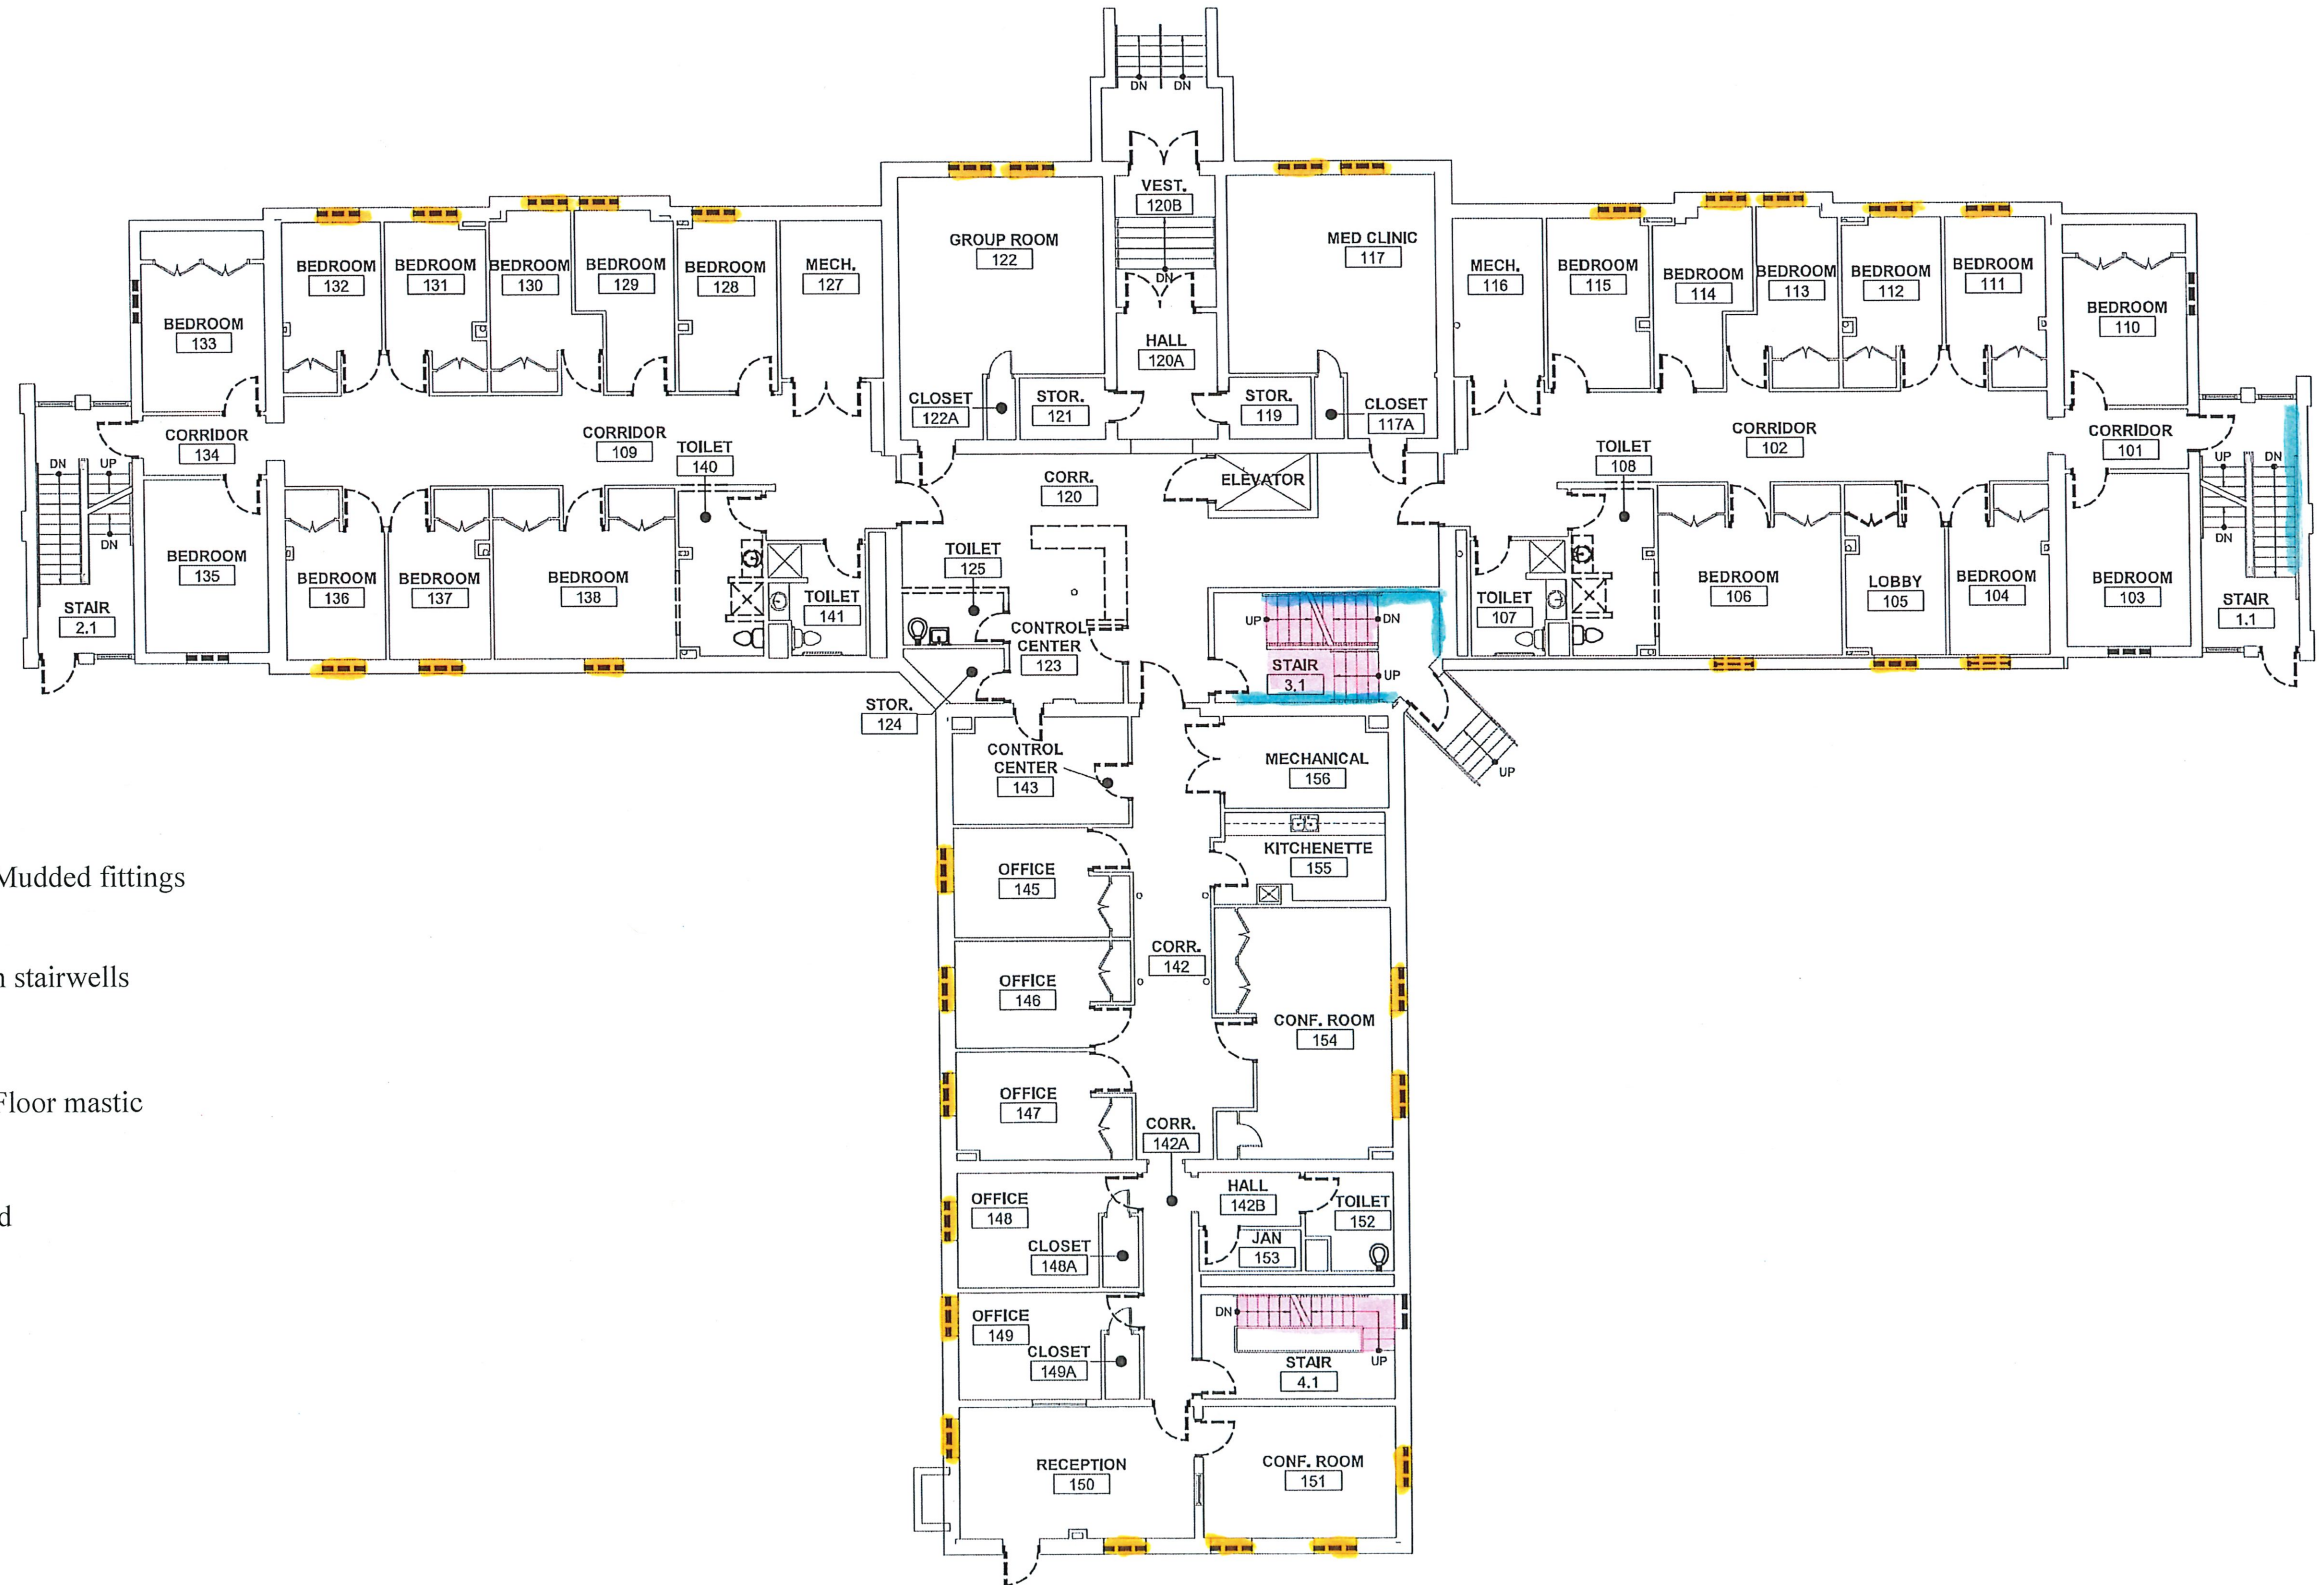 DN DN
VEST.
120B
GROUP ROOM
122
MED CLINIC
117
DN
BEDROOM
132
BEDROOM
131
BEDROOM
130
BEDROOM
129
BEDROOM
128
MECH.
127
MECH.
116
BEDROOM
115
BEDROOM
114
BEDROOM
113
BEDROOM
112
BEDROOM
111
BEDROOM
133
BEDROOM
110
HALL
120A
CLOSET
122A
STOR.
121
STOR.
119
CLOSET
117A
CORRIDOR
134
CORRIDOR
109
TOILET
140
CORR.
120
ELEVATOR
TOILET
108
CORRIDOR
102
CORRIDOR
101
DN UP
DN
UP DN
DN
BEDROOM
135
BEDROOM
136
BEDROOM
137
BEDROOM
138
TOILET
141
TOILET
125
CONTROL
CENTER
123
UP DN
STAIR
3.1
UP
TOILET
107
BEDROOM
106
LOBBY
105
BEDROOM
104
BEDROOM
103
STAIR
2.1
STAIR
1.1
STOR.
124
CONTROL
CENTER
143
MECHANICAL
156
UP
Mudded fittings
OFFICE
145
KITCHENETTE
155
stairwells
OFFICE
146
CORR.
142
CONF. ROOM
154
Floor mastic
OFFICE
147
CORR.
142A
OFFICE
148
HALL
142B
TOILET
152
CLOSET
148A
JAN
153
OFFICE
149
DN
CLOSET
149A
STAIR
4.1
UP
RECEPTION
150
CONF. ROOM
151